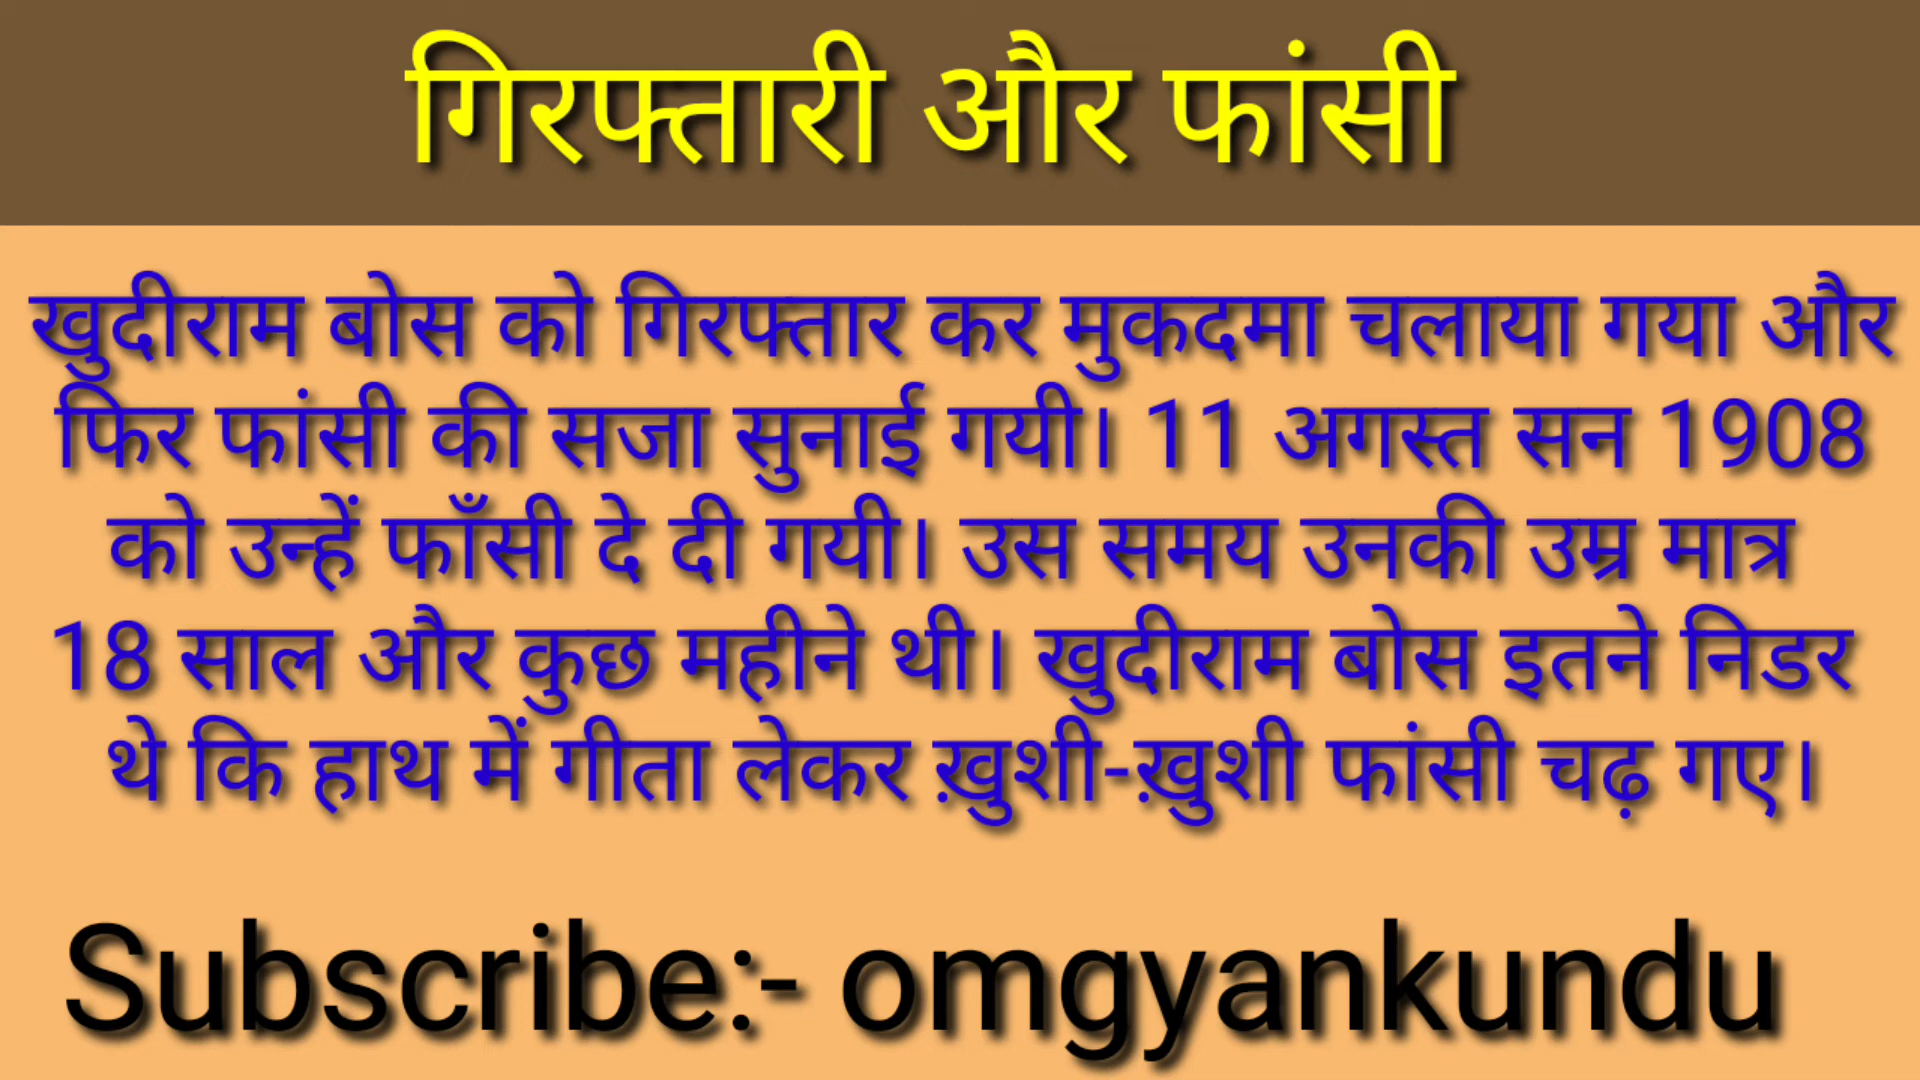 गिरफ्तारी और फांसी
खुदीराम बोस को गिरफ्तार कर मुकदमा चलाया गया और
फिर फांसी की सजा सुनाई गयी। 11 अगस्त सन 1908
को उन्हें फाँसी दे दी गयी। उस समय उनकी उम्र मात्र
18 साल और कुछ महीने थी। खुदीराम बोस इतने निडर
थे कि हाथ में गीता लेकर ख़ुशी-ख़ुशी फांसी चढ़ गए।
Subscribe:- omgyankundu